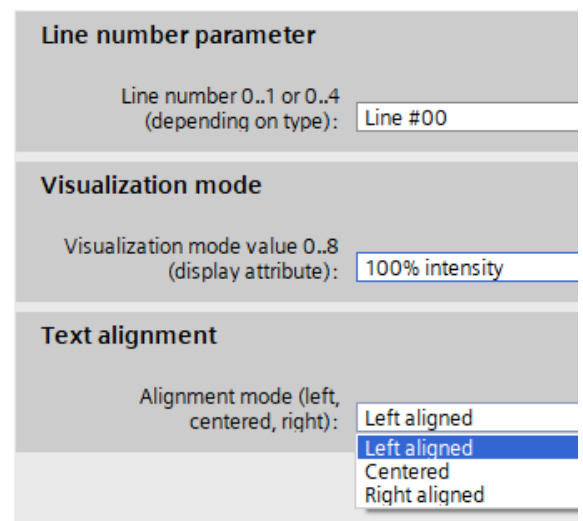 Line number parameter
Line number 0..1 or 0..4
(depending on type):
Line #00
Visualization mode
Visualization mode value 0..8
(display attribute):
100% intensity
Text alignment
Alignment mode (left,
centered, right):
Left aligned
Left aligned
Centered
Right aligned